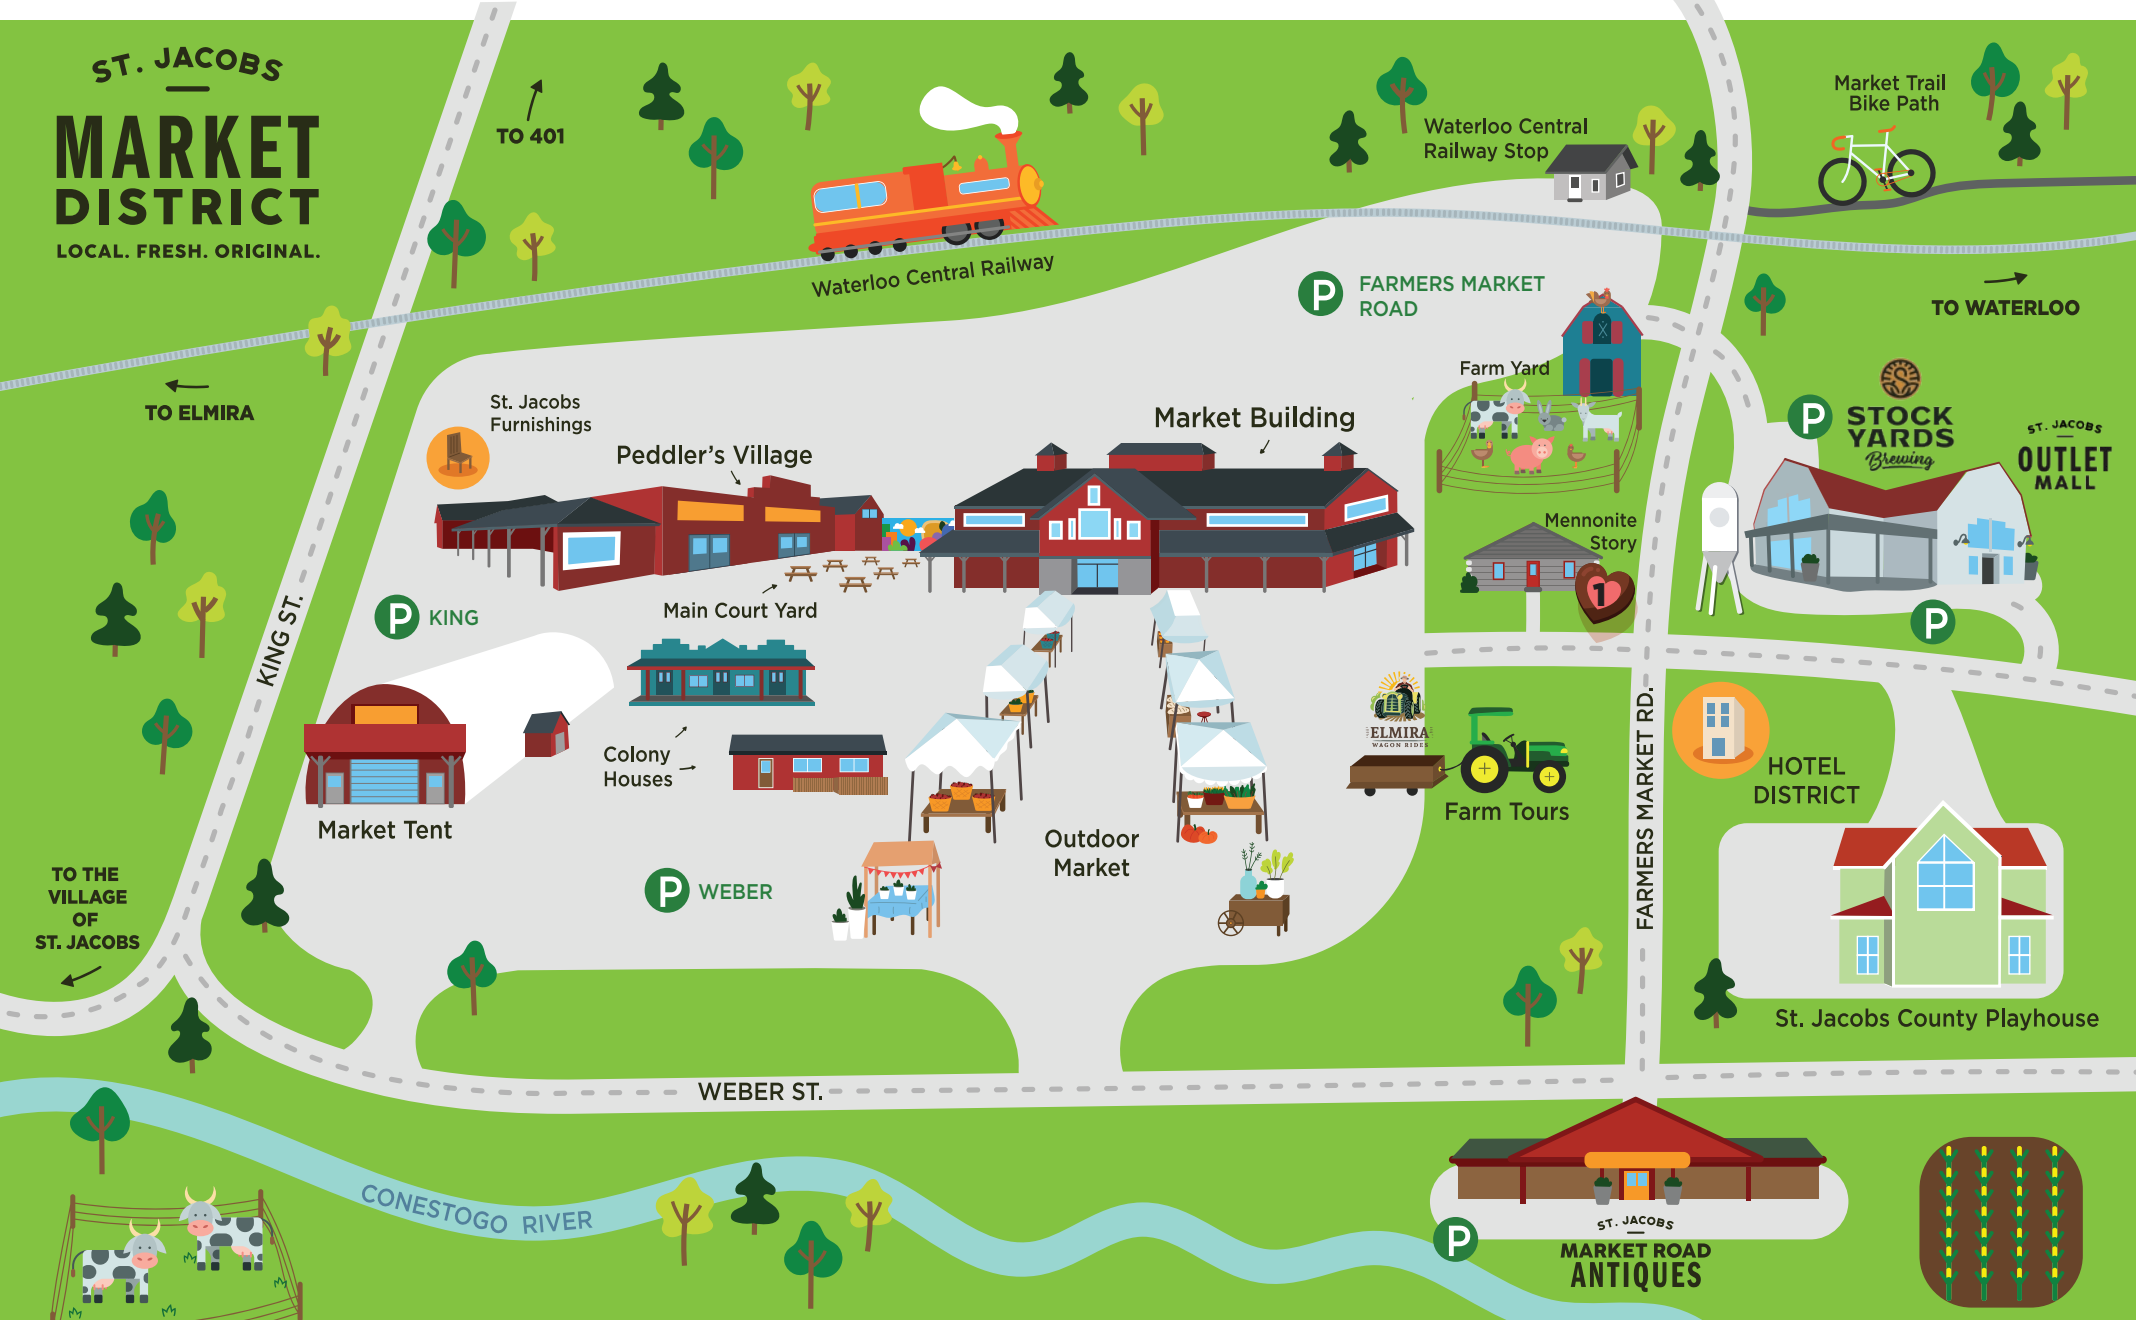 ST. JACOBS
MARKET
DISTRICT
LOCAL. FRESH. ORIGINAL.
TO 401
Waterloo Central
Railway Stop
Market Trail
Bike Path
Waterloo Central Railway
P
FARMERS MARKET
ROAD
TO WATERLOO
TO ELMIRA
St. Jacobs
Furnishings
Peddler's Village
Market Building
Farm Yard
P
STOCK
YARDS
Brewing
ST. JACOBS
OUTLET
MALL
Mennonite
Story
1
P
KING ST.
P
KING
Main Court Yard
Colony
Houses
Market Tent
ELMIRA
WAGON RIDES
Farm Tours
FARMERS MARKET RD.
HOTEL
DISTRICT
Outdoor
Market
P
WEBER
TO THE
VILLAGE
OF
ST. JACOBS
St. Jacobs County Playhouse
WEBER ST.
CONESTOGO RIVER
P
ST. JACOBS
MARKET ROAD
ANTIQUES